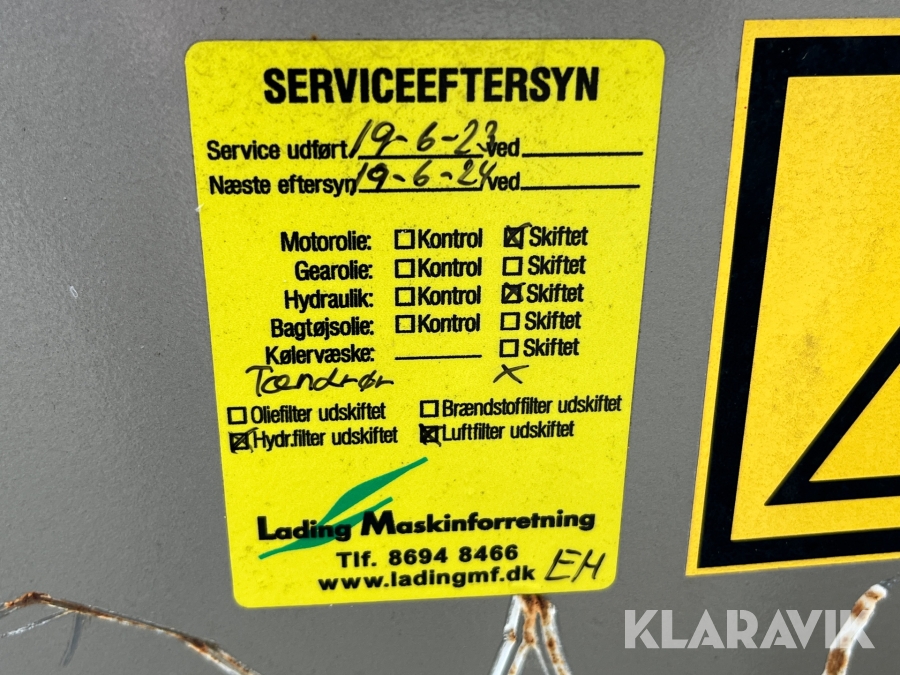 SERVICEEFTERSYN
Service udført 19-6-23 ved
Næste eftersyn 19-6-24 ved
Motorolie: Kontrol Skiftet
Gearolie: Kontrol Skiftet
Hydraulik: Kontrol Skiftet
Bagtøjsolie: Kontrol Skiftet
Kølervæske: Skiftet
Tændrør x
Oliefilter udskiftet Brændstoffilter udskiftet
Hydr.filter udskiftet Luftfilter udskiftet
Lading Maskinforretning
Tlf. 8694 8466
www.ladingmf.dk EH
KLARAVIK